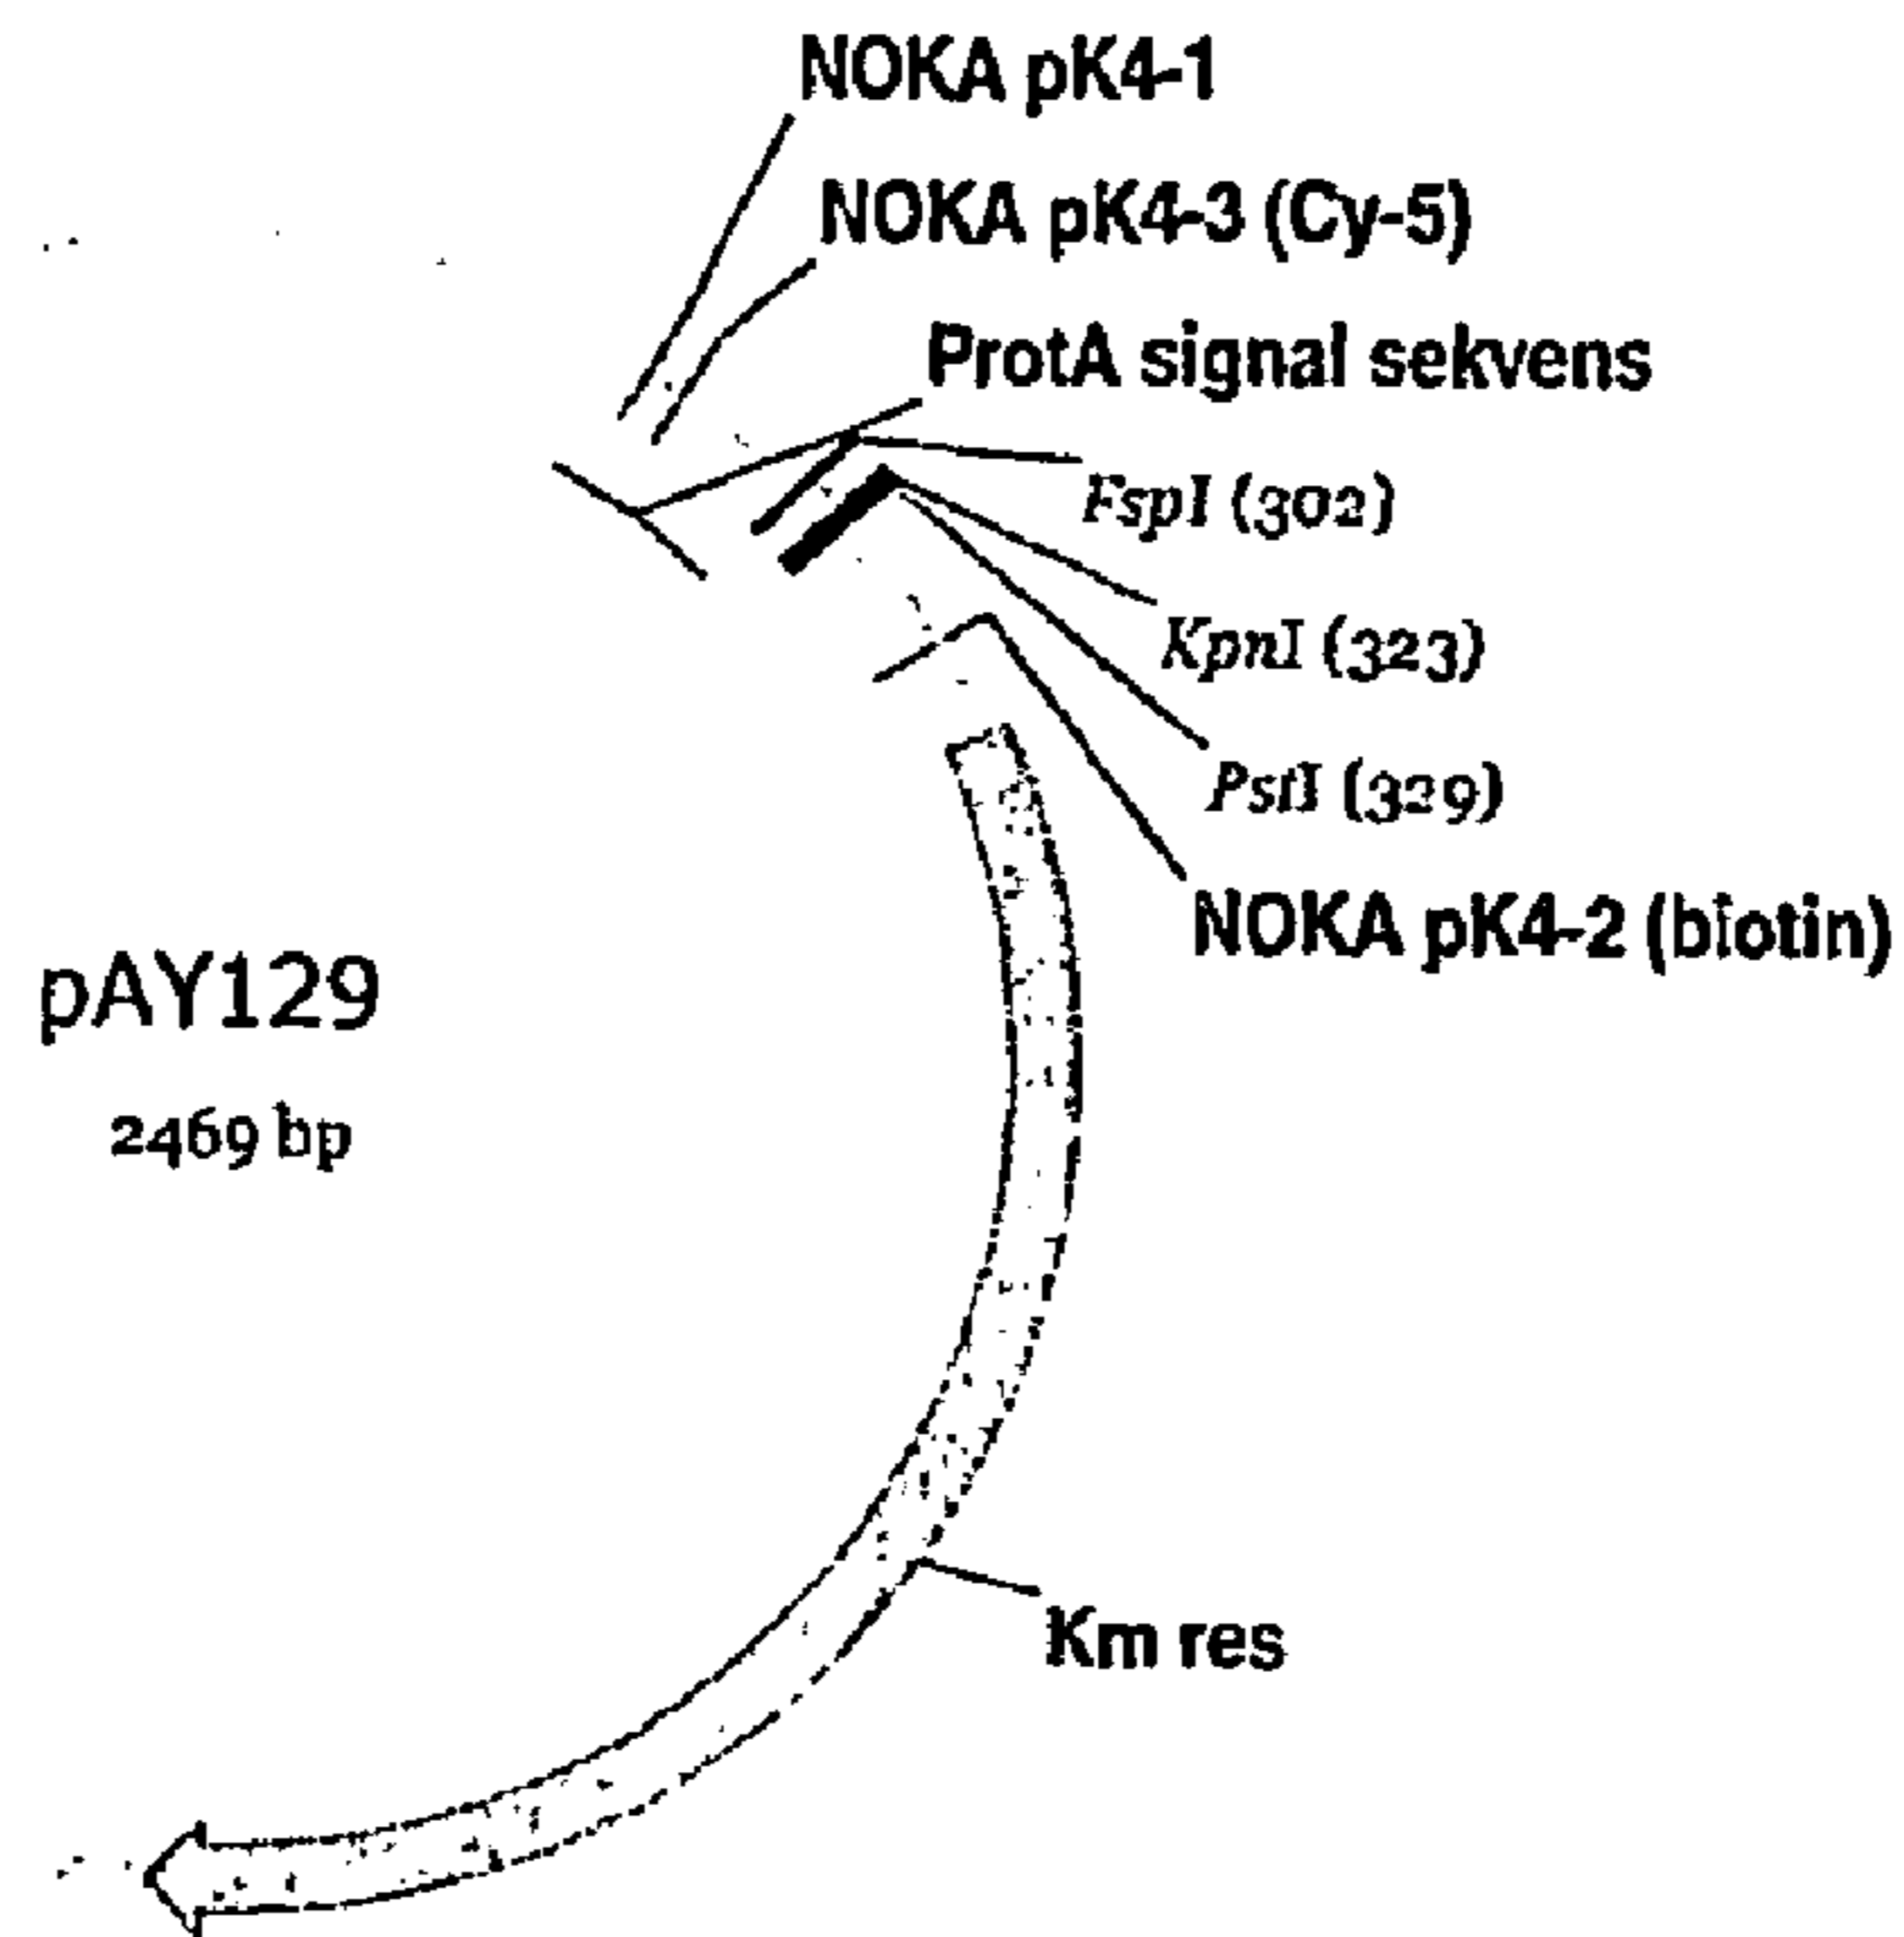 NOKA pK4-1
NOKA pK4-3 (Cy-5)
ProtA signal sekvens
FspI (302)
KpnI (323)
PstI (329)
NOKA pK4-2 (biotin)
pAY129
2469 bp
Km res